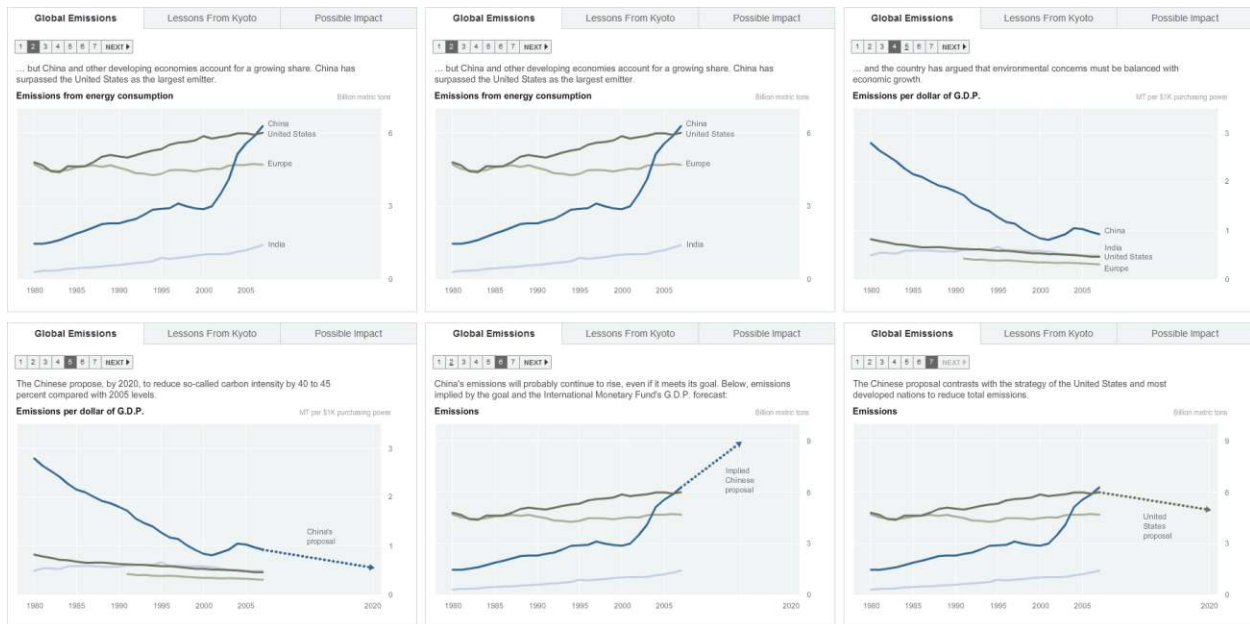 Global Emissions Lessons From Kyoto Possible Impact
1 2 3 4 5 6 7 NEXT
... but China and other developing economies account for a growing share. China has
surpassed the United States as the largest emitter.
Emissions from energy consumption Billion metric tons
China
United States
Europe
India
6
3
0
1980 1985 1990 1995 2000 2005
Global Emissions Lessons From Kyoto Possible Impact
1 2 3 4 5 6 7 NEXT
... but China and other developing economies account for a growing share. China has
surpassed the United States as the largest emitter.
Emissions from energy consumption Billion metric tons
China
United States
Europe
India
6
3
0
1980 1985 1990 1995 2000 2005
Global Emissions Lessons From Kyoto Possible Impact
1 2 3 4 5 6 7 NEXT
... and the country has argued that environmental concerns must be balanced with
economic growth.
Emissions per dollar of G.D.P. MT per $1K purchasing power
3
2
1
0
China
India
United States
Europe
1980 1985 1990 1995 2000 2005
Global Emissions Lessons From Kyoto Possible Impact
1 2 3 4 5 6 7 NEXT
The Chinese propose, by 2020, to reduce so-called carbon intensity by 40 to 45
percent compared with 2005 levels.
Emissions per dollar of G.D.P. MT per $1K purchasing power
3
2
1
0
China's
proposal
1980 1985 1990 1995 2000 2005 2020
Global Emissions Lessons From Kyoto Possible Impact
1 2 3 4 5 6 7 NEXT
China's emissions will probably continue to rise, even if it meets its goal. Below, emissions
implied by the goal and the International Monetary Fund's G.D.P. forecast:
Emissions Billion metric tons
9
6
3
0
Implied
Chinese
proposal
1980 1985 1990 1995 2000 2005 2020
Global Emissions Lessons From Kyoto Possible Impact
1 2 3 4 5 6 7 NEXT
The Chinese proposal contrasts with the strategy of the United States and most
developed nations to reduce total emissions.
Emissions Billion metric tons
9
6
3
0
United
States
proposal
1980 1985 1990 1995 2000 2005 2020